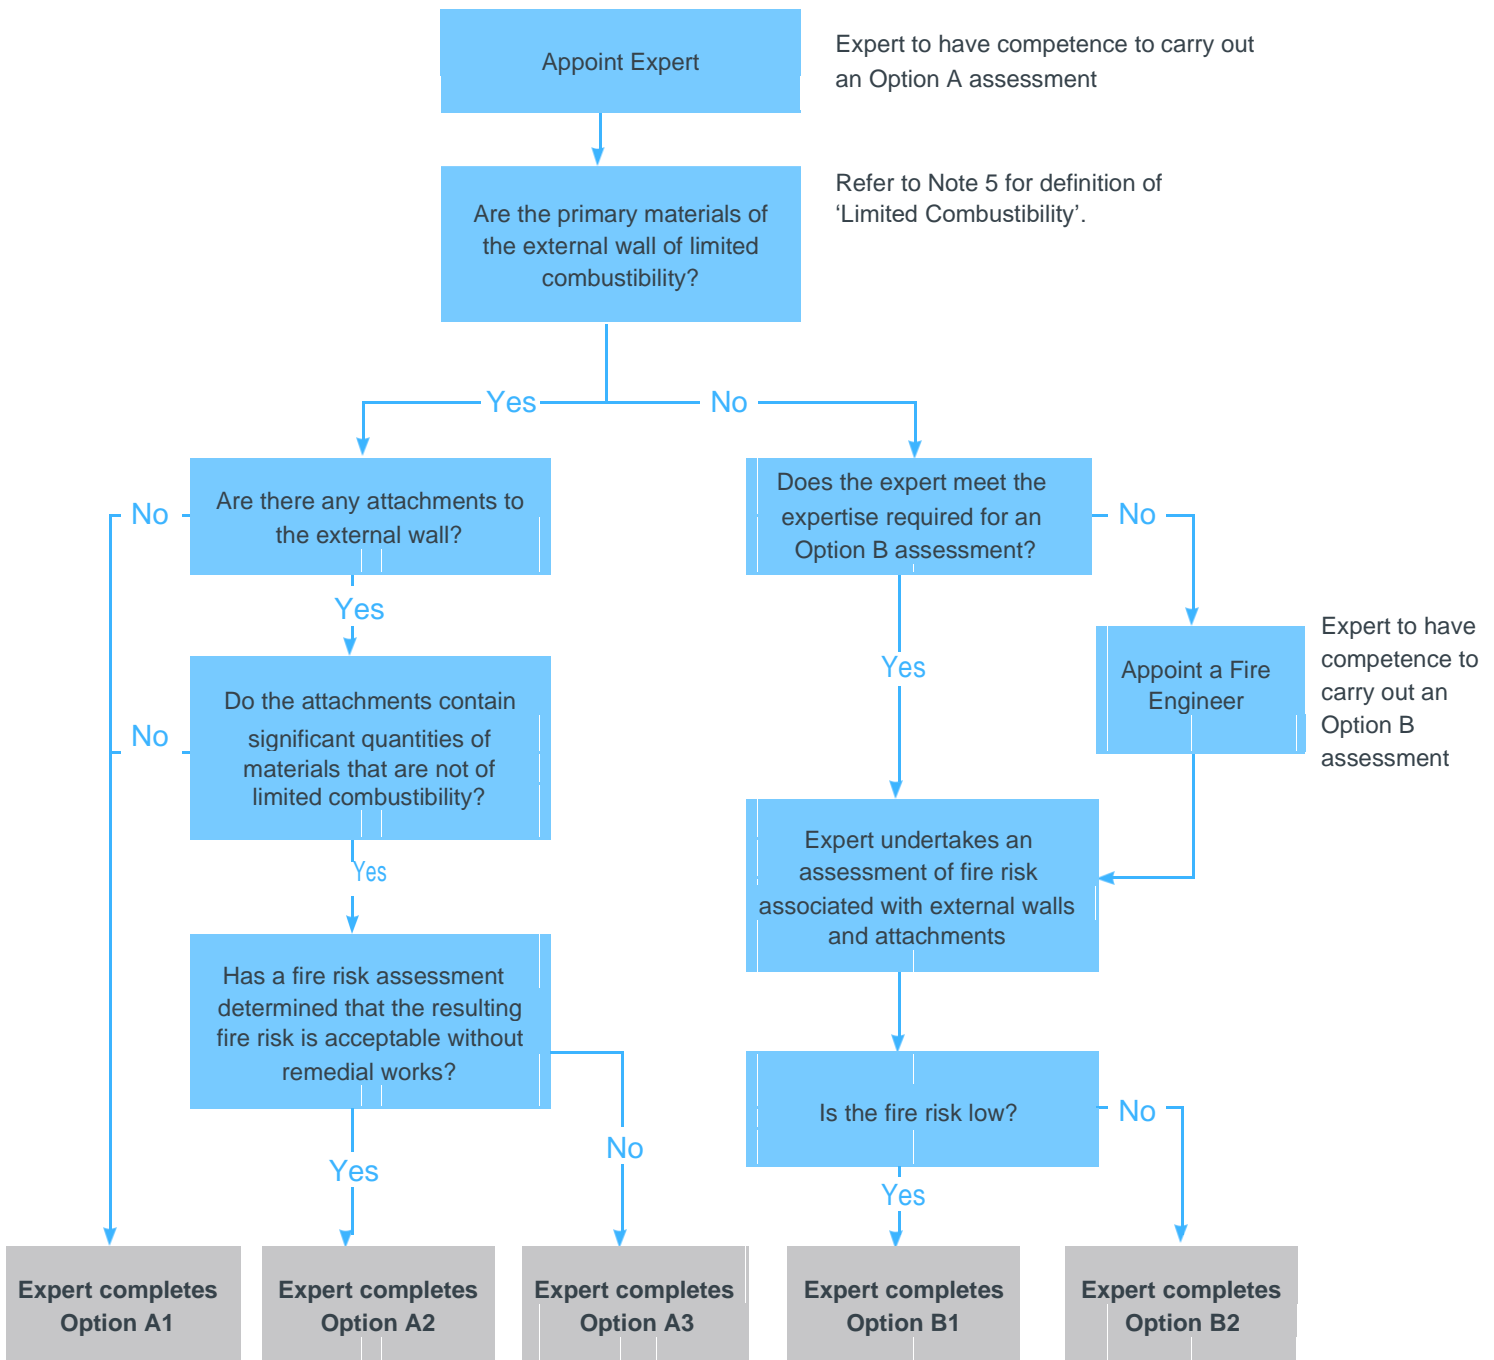 Appoint Expert
Expert to have competence to carry out
an Option A assessment
Are the primary materials of
the external wall of limited
combustibility?
Refer to Note 5 for definition of
‘Limited Combustibility’.
Yes
No
Are there any attachments to
the external wall?
No
Yes
Does the expert meet the
expertise required for an
Option B assessment?
No
Yes
Appoint a Fire
Engineer
Expert to have
competence to
carry out an
Option B
assessment
Do the attachments contain
significant quantities of
materials that are not of
limited combustibility?
No
Yes
Expert undertakes an
assessment of fire risk
associated with external walls
and attachments
Has a fire risk assessment
determined that the resulting
fire risk is acceptable without
remedial works?
Yes
No
Is the fire risk low?
No
Yes
Expert completes
Option A1
Expert completes
Option A2
Expert completes
Option A3
Expert completes
Option B1
Expert completes
Option B2